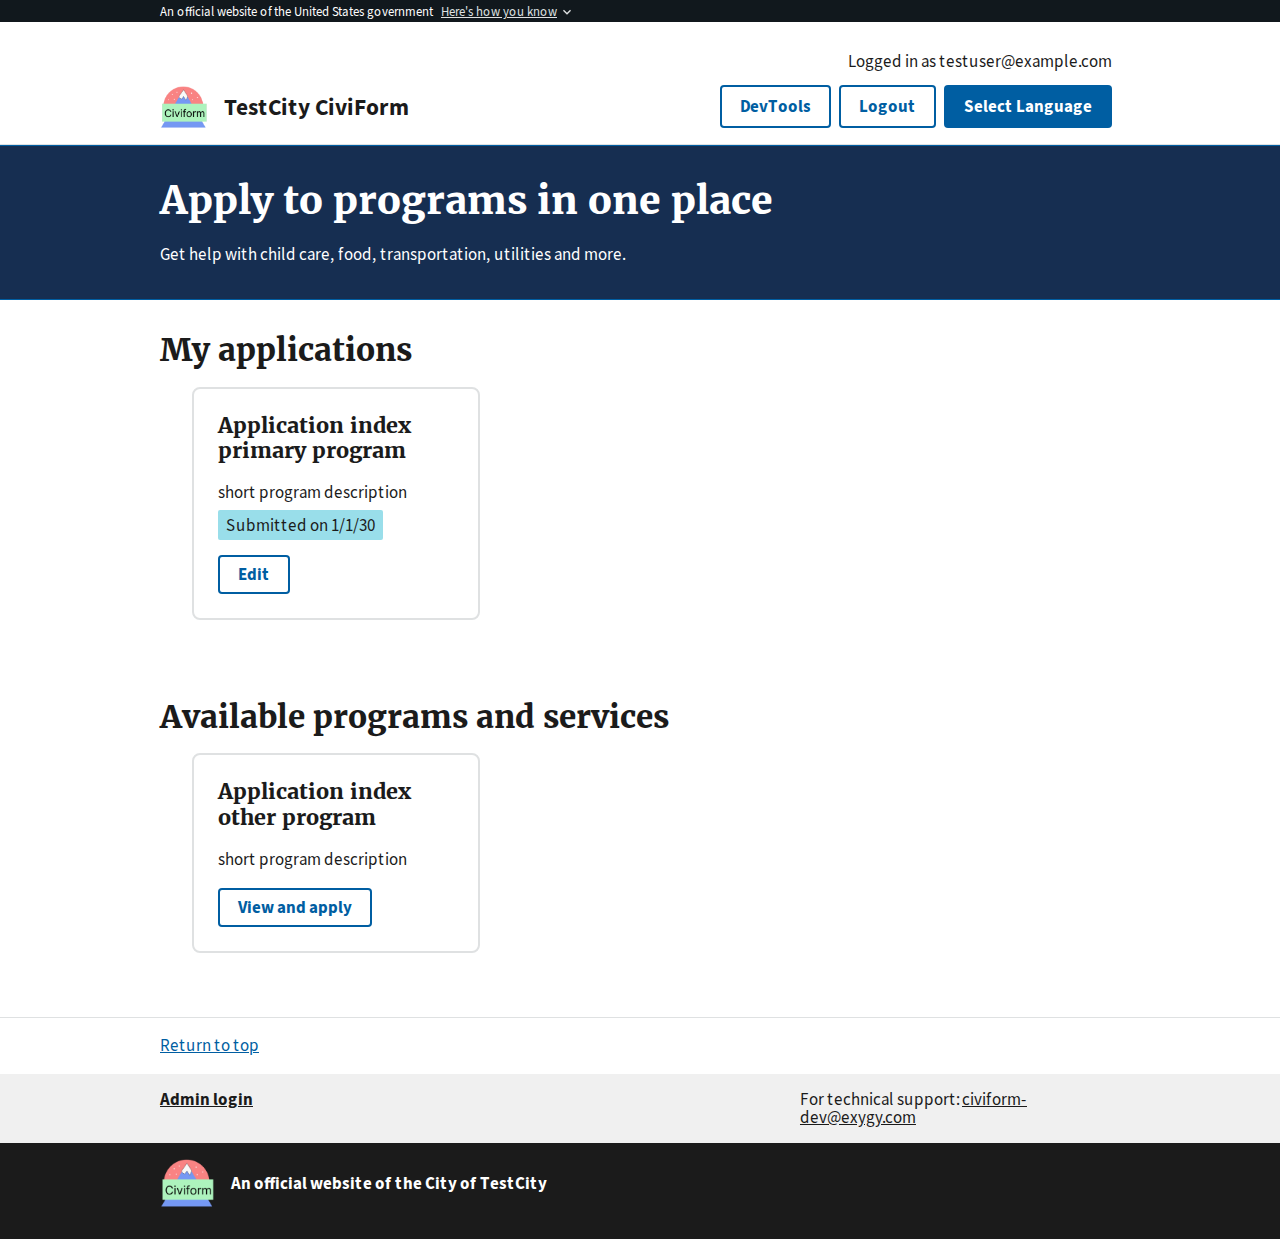 An official website of the United States government Here's how you know
Logged in as testuser@example.com
Civiform
TestCity CiviForm
DevTools
Logout
Select Language
Apply to programs in one place
Get help with child care, food, transportation, utilities and more.
My applications
Application index
primary program
short program description
Submitted on 1/1/30
Edit
Available programs and services
Application index
other program
short program description
View and apply
Return to top
Admin login
For technical support: civiform-
dev@exygy.com
Civiform
An official website of the City of TestCity